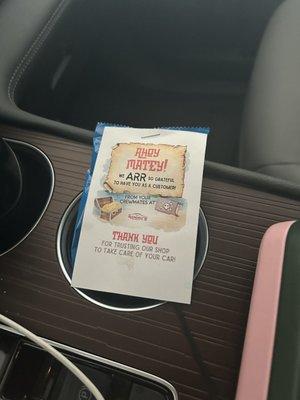 AHOY
MATEY!
WE ARR SO GRATEFUL
TO HAVE YOU AS A CUSTOMER!
FROM YOUR
CREWMATES AT
THANK YOU
FOR TRUSTING OUR SHOP
TO TAKE CARE OF YOUR CAR!
P